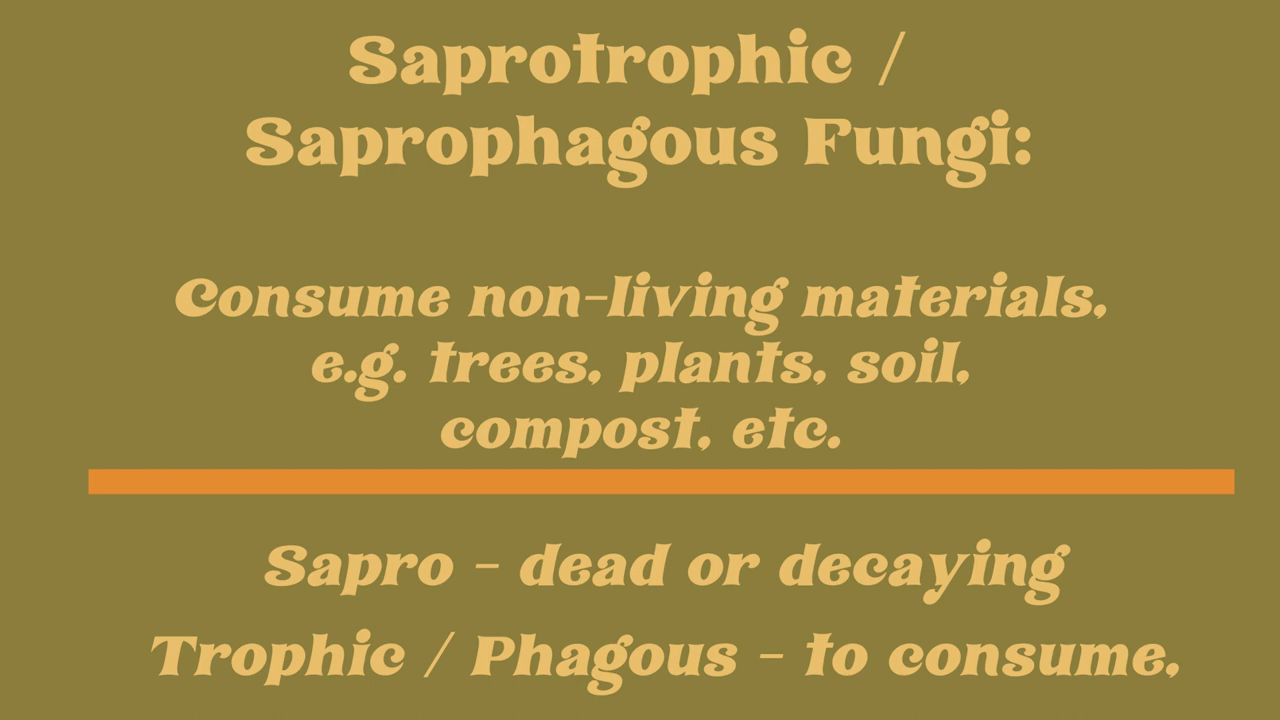 Saprotrophic /
Saprophagous Fungi:
Consume non-living materials,
e.g. trees, plants, soil,
compost, etc.
Sapro - dead or decaying
Trophic / Phagous - to consume,